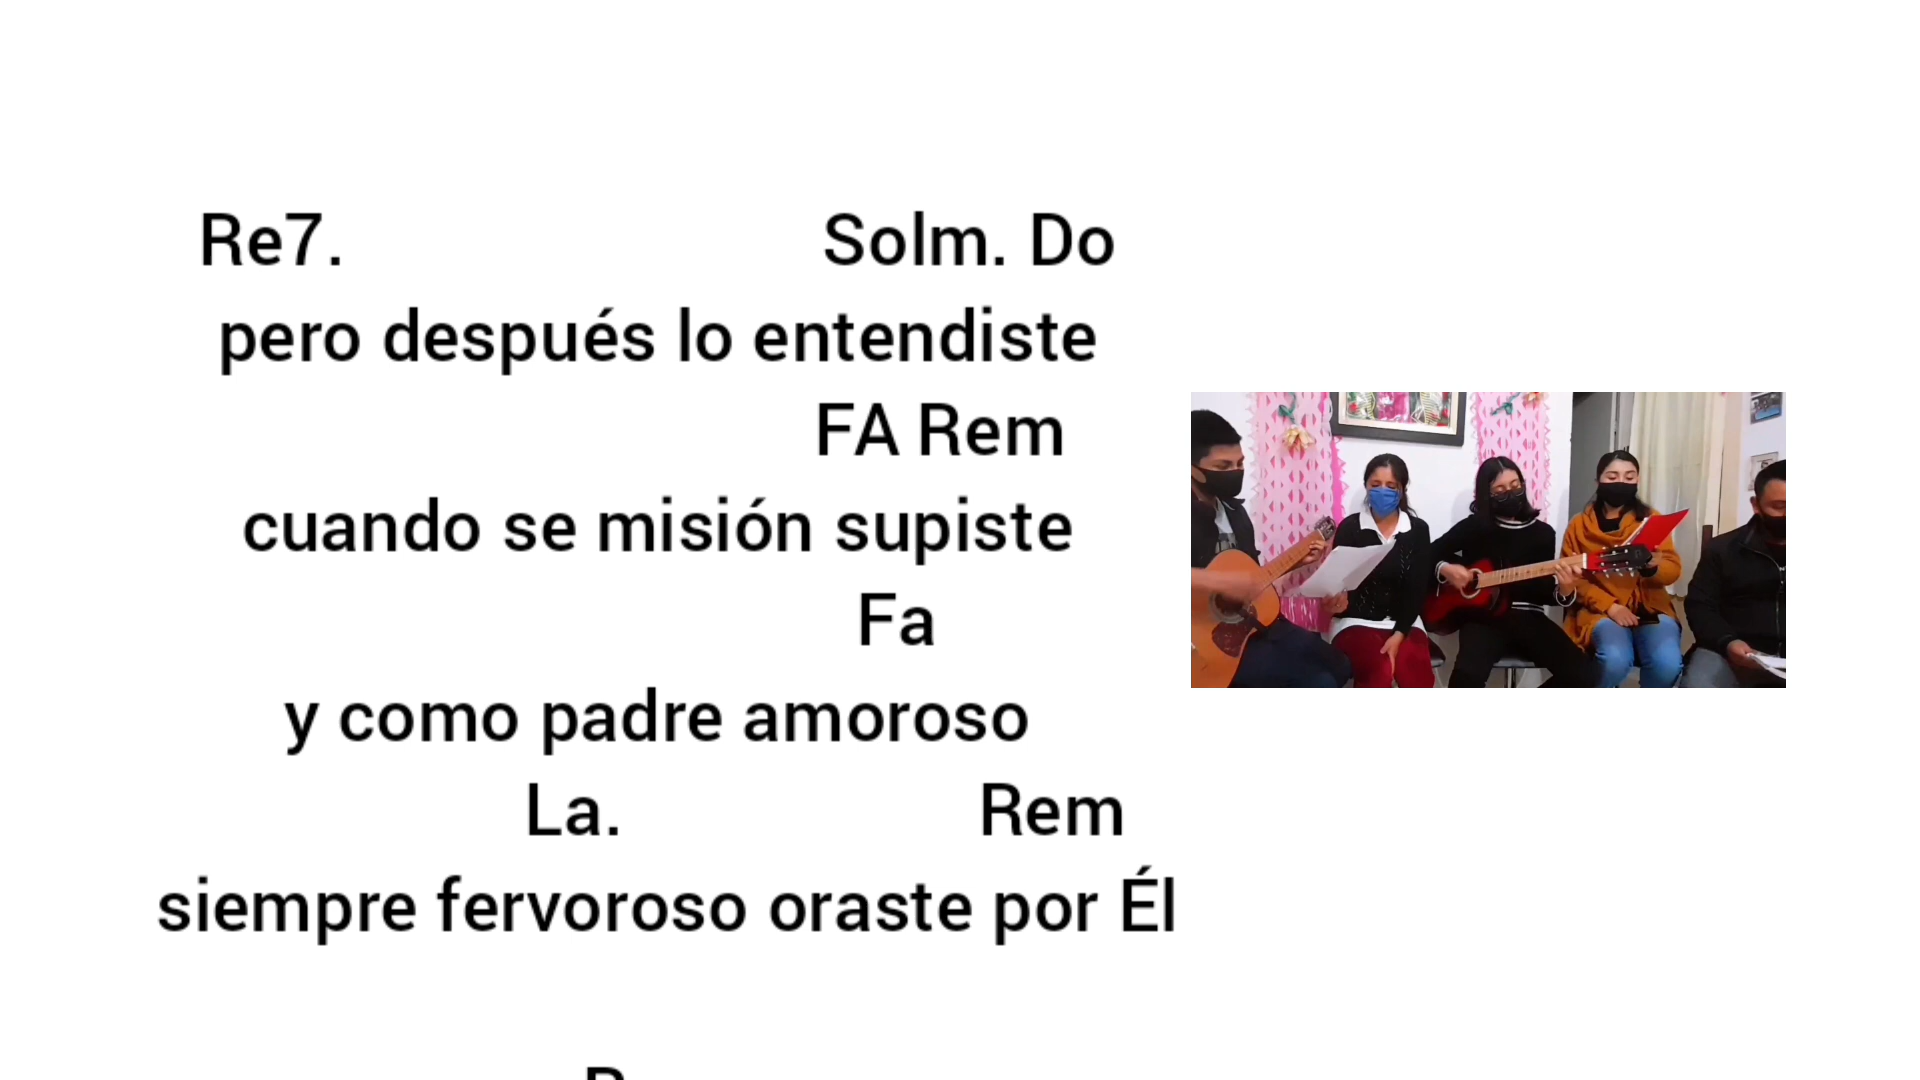 Re7. Solm. Do
pero después lo entendiste
FA Rem
cuando se misión supiste
Fa
y como padre amoroso
La. Rem
siempre fervoroso oraste por Él